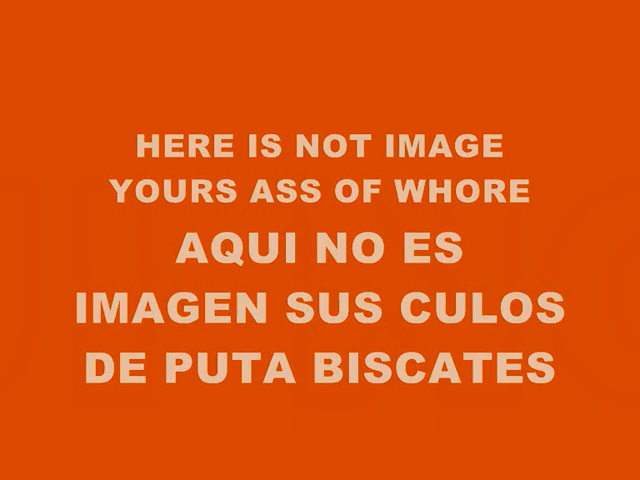 HERE IS NOT IMAGE
YOURS ASS OF WHORE
AQUI NO ES
IMAGEN SUS CULOS
DE PUTA BISCATES